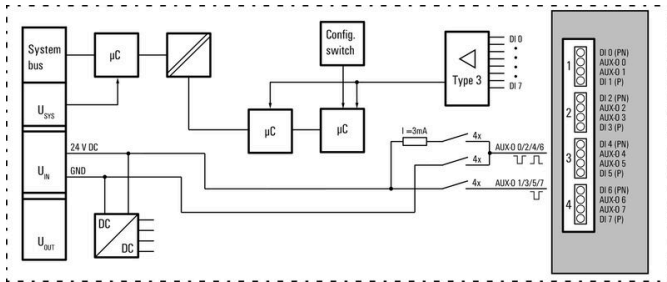 System
bus
µC
Config.
switch
DI 0
DI 7
Type 3
U SYS
µC
µC
24 V DC
GND
I =3mA
4x
AUX-O 0/2/4/6
4x
4x
AUX-O 1/3/5/7
U IN
U OUT
DC
DC
1
DI 0 (PN)
AUX-O 0
AUX-O 1
DI 1 (P)
2
DI 2 (PN)
AUX-O 2
AUX-O 3
DI 3 (P)
3
DI 4 (PN)
AUX-O 4
AUX-O 5
DI 5 (P)
4
DI 6 (PN)
AUX-O 6
AUX-O 7
DI 7 (P)